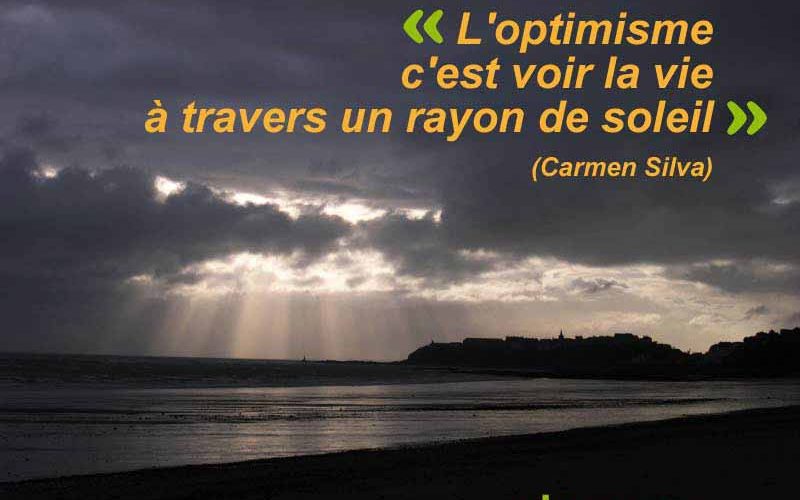 « L'optimisme
c'est voir la vie
à travers un rayon de soleil »
(Carmen Silva)